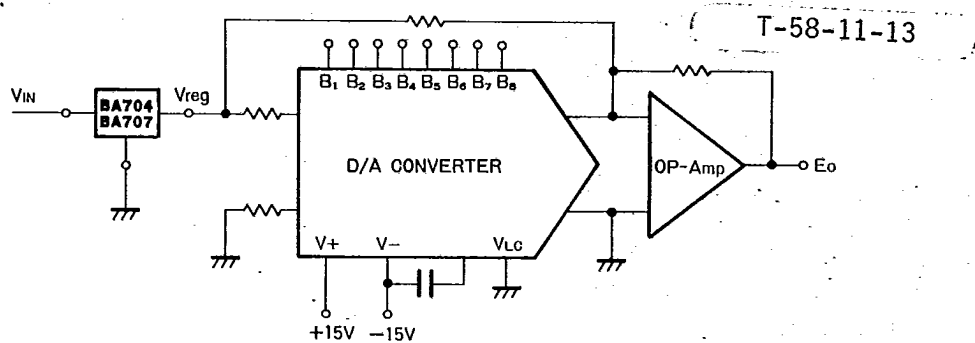 T-58-11-13
B1 B2 B3 B4 B5 B6 B7 B8
VIN
BA704
BA707
Vreg
D/A CONVERTER
OP-Amp
Eo
V+
V-
VLC
+15V
-15V